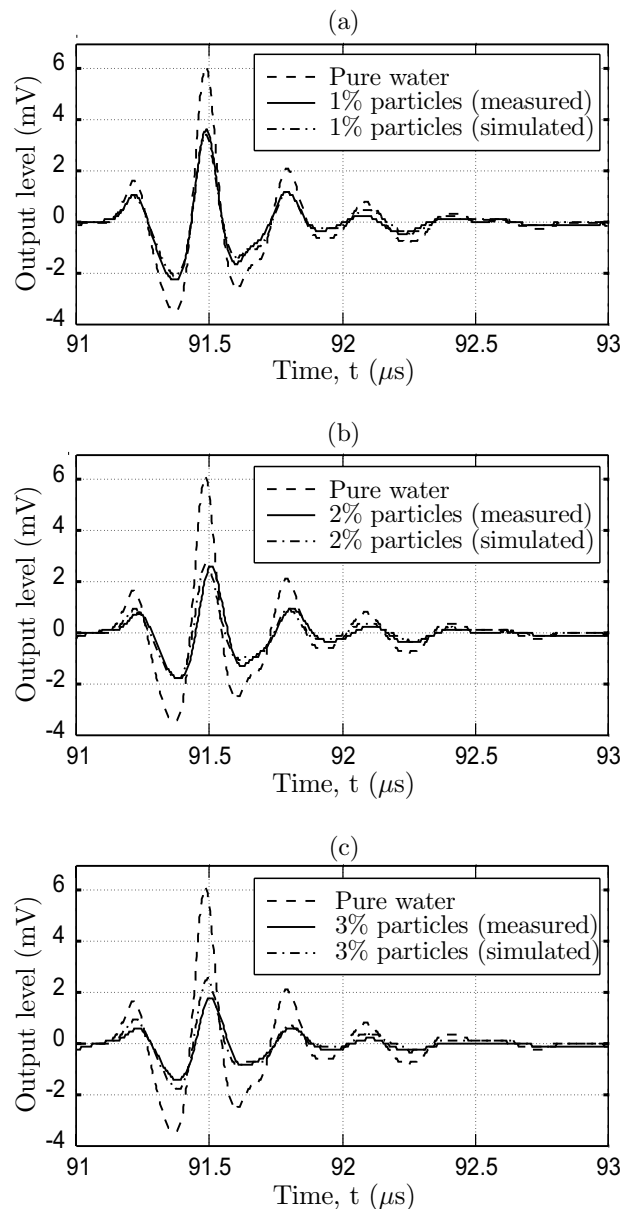 (a)
Output level (mV)
6
4
2
0
-2
-4
Pure water
1% particles (measured)
1% particles (simulated)
91
91.5
92
92.5
93
Time, t (μs)
(b)
Output level (mV)
6
4
2
0
-2
-4
Pure water
2% particles (measured)
2% particles (simulated)
91
91.5
92
92.5
93
Time, t (μs)
(c)
Output level (mV)
6
4
2
0
-2
-4
Pure water
3% particles (measured)
3% particles (simulated)
91
91.5
92
92.5
93
Time, t (μs)